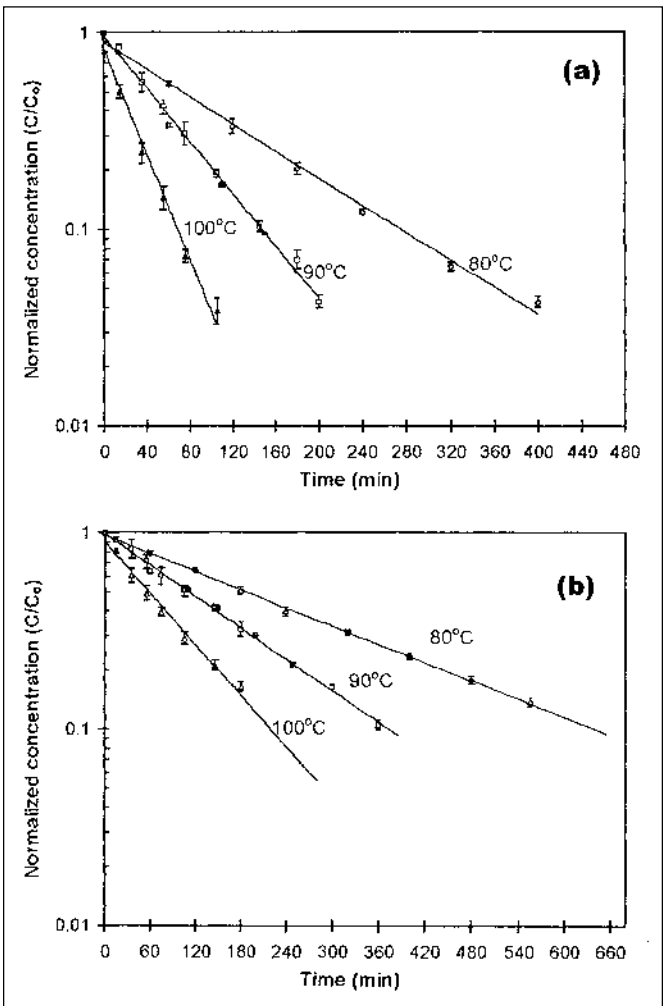 (a)
Normalized concentration (C/C₀)
1
0.1
0.01
100°C
90°C
80°C
0 40 80 120 160 200 240 280 320 360 400 440 480
Time (min)
(b)
Normalized concentration (C/C₀)
1
0.1
0.01
80°C
90°C
100°C
0 60 120 180 240 300 360 420 480 540 600 660
Time (min)